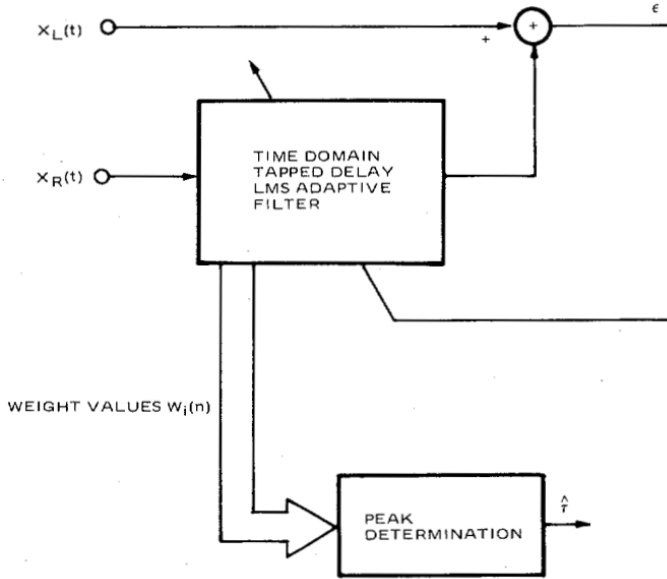 X_L(t)
+
+
ϵ
TIME DOMAIN
TAPPED DELAY
LMS ADAPTIVE
FILTER
X_R(t)
WEIGHT VALUES W_i(n)
PEAK
DETERMINATION
τ̂